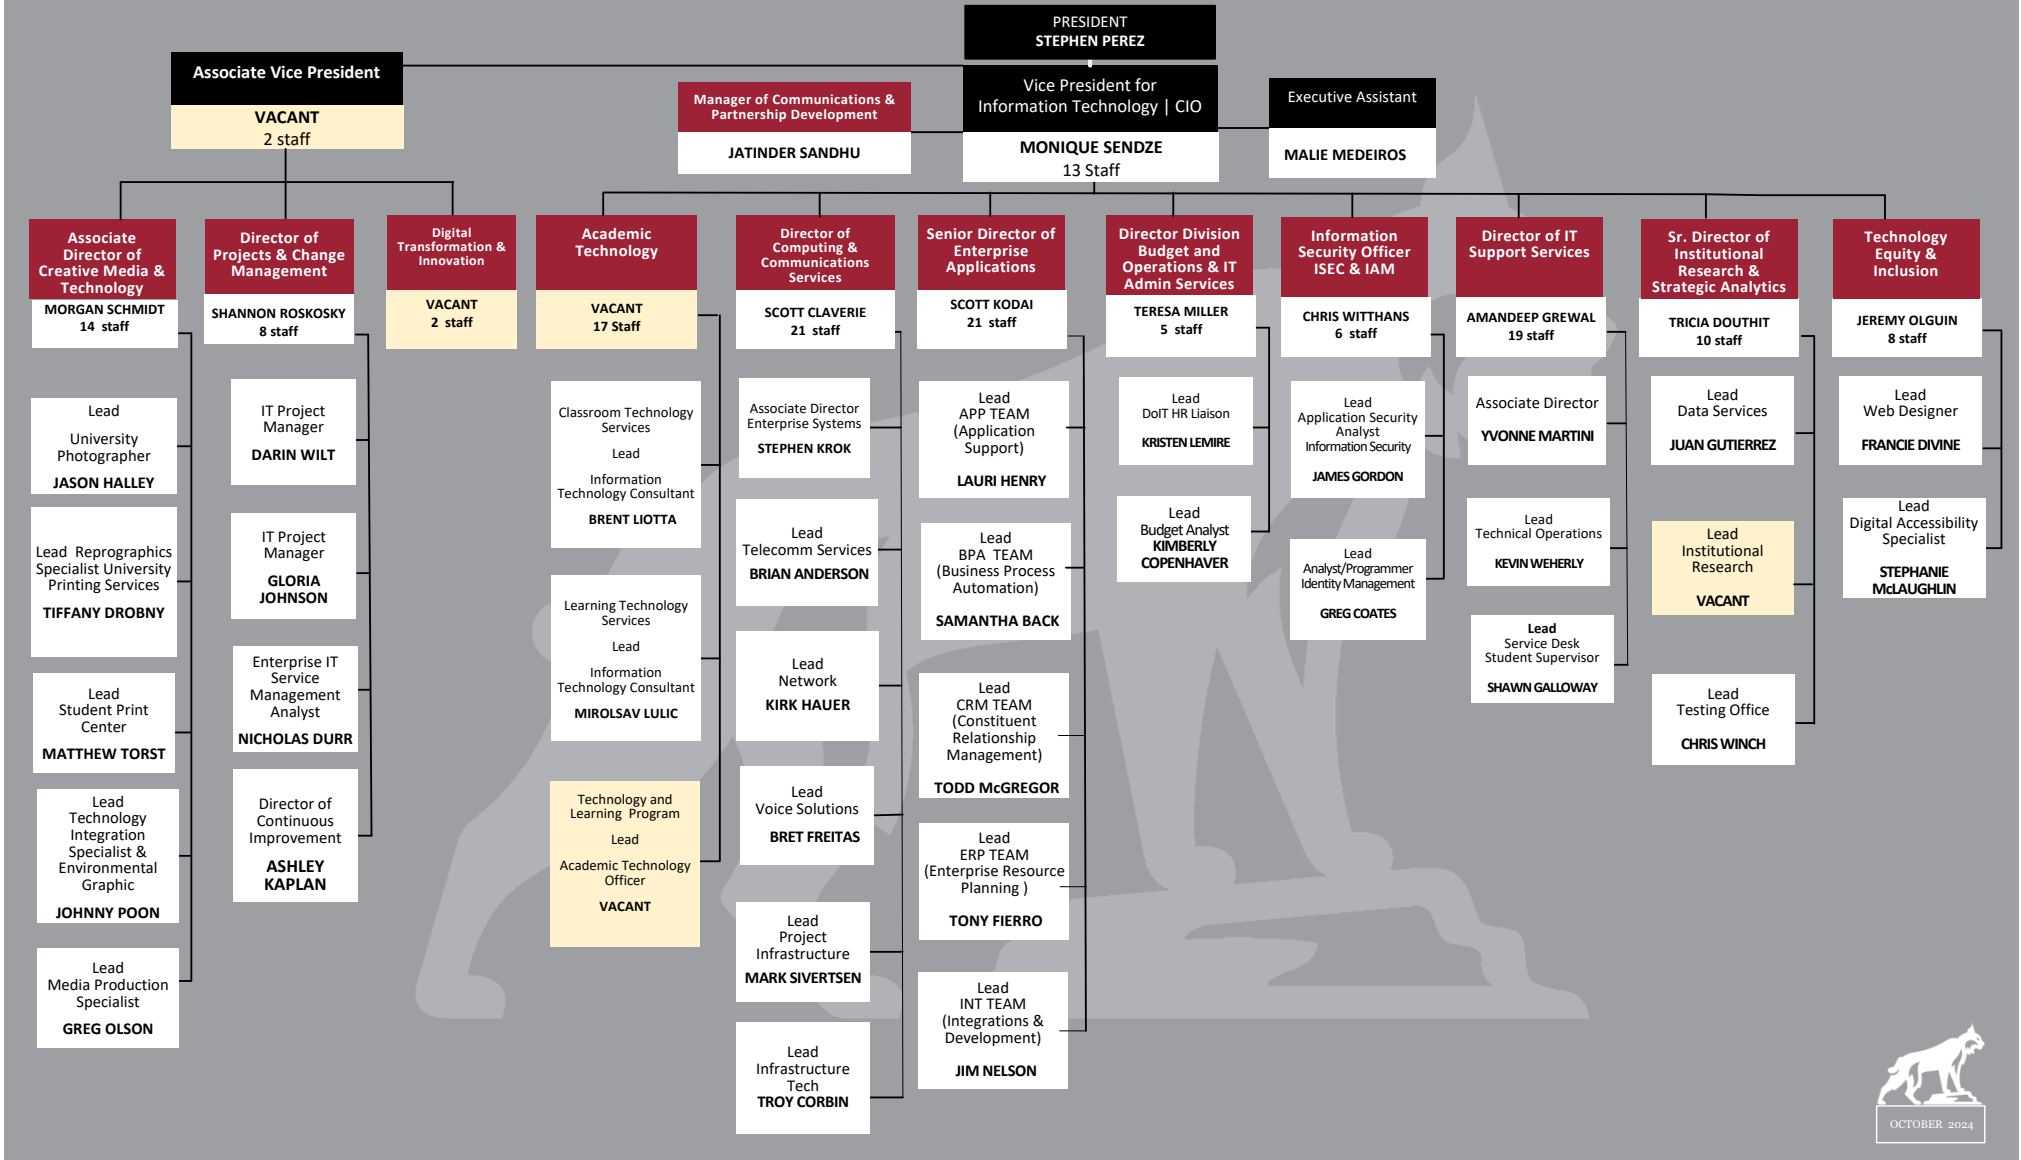 PRESIDENT
STEPHEN PEREZ
Associate Vice President
VACANT
2 staff
Manager of Communications &
Partnership Development
JATINDER SANDHU
Vice President for
Information Technology | CIO
MONIQUE SENDZE
13 Staff
Executive Assistant
MALIE MEDEIROS
Associate
Director of
Creative Media &
Technology
MORGAN SCHMIDT
14 staff
Lead
University
Photographer
JASON HALLEY
Lead Reprographics
Specialist University
Printing Services
TIFFANY DROBNY
Lead
Student Print
Center
MATTHEW TORST
Lead
Technology
Integration
Specialist &
Environmental
Graphic
JOHNNY POON
Lead
Media Production
Specialist
GREG OLSON
Director of
Projects & Change
Management
SHANNON ROSKOSKY
8 staff
IT Project
Manager
DARIN WILT
IT Project
Manager
GLORIA
JOHNSON
Enterprise IT
Service
Management
Analyst
NICHOLAS DURR
Director of
Continuous
Improvement
ASHLEY
KAPLAN
Digital
Transformation &
Innovation
VACANT
2 staff
Academic
Technology
VACANT
17 Staff
Classroom Technology
Services
Lead
Information
Technology Consultant
BRENT LIOTTA
Learning Technology
Services
Lead
Information
Technology Consultant
MIROLSAV LULIC
Technology and
Learning Program
Lead
Academic Technology
Officer
VACANT
Director of
Computing &
Communications
Services
SCOTT CLAVERIE
21 staff
Associate Director
Enterprise Systems
STEPHEN KROK
Lead
Telecomm Services
BRIAN ANDERSON
Lead
Network
KIRK HAUER
Lead
Voice Solutions
BRET FREITAS
Lead
Project
Infrastructure
MARK SIVERTSEN
Lead
Infrastructure
Tech
TROY CORBIN
Senior Director of
Enterprise
Applications
SCOTT KODAI
21 staff
Lead
APP TEAM
(Application
Support)
LAURI HENRY
Lead
BPA TEAM
(Business Process
Automation)
SAMANTHA BACK
Lead
CRM TEAM
(Constituent
Relationship
Management)
TODD McGREGOR
Lead
ERP TEAM
(Enterprise Resource
Planning )
TONY FIERRO
Lead
INT TEAM
(Integrations &
Development)
JIM NELSON
Director Division
Budget and
Operations & IT
Admin Services
TERESA MILLER
5 staff
Lead
DoIT HR Liaison
KRISTEN LEMIRE
Lead
Budget Analyst
KIMBERLY
COPENHAVER
Information
Security Officer
ISEC & IAM
CHRIS WITTHANS
6 staff
Lead
Application Security
Analyst
Information Security
JAMES GORDON
Lead
Analyst/Programmer
Identity Management
GREG COATES
Director of IT
Support Services
AMANDEEP GREWAL
19 staff
Associate Director
YVONNE MARTINI
Lead
Technical Operations
KEVIN WEHERLY
Lead
Service Desk
Student Supervisor
SHAWN GALLOWAY
Sr. Director of
Institutional
Research &
Strategic Analytics
TRICIA DOUTHIT
10 staff
Lead
Data Services
JUAN GUTIERREZ
Lead
Institutional
Research
VACANT
Lead
Testing Office
CHRIS WINCH
Technology
Equity &
Inclusion
JEREMY OLGUIN
8 staff
Lead
Web Designer
FRANCIE DIVINE
Lead
Digital Accessibility
Specialist
STEPHANIE
McLAUGHLIN
OCTOBER 2024